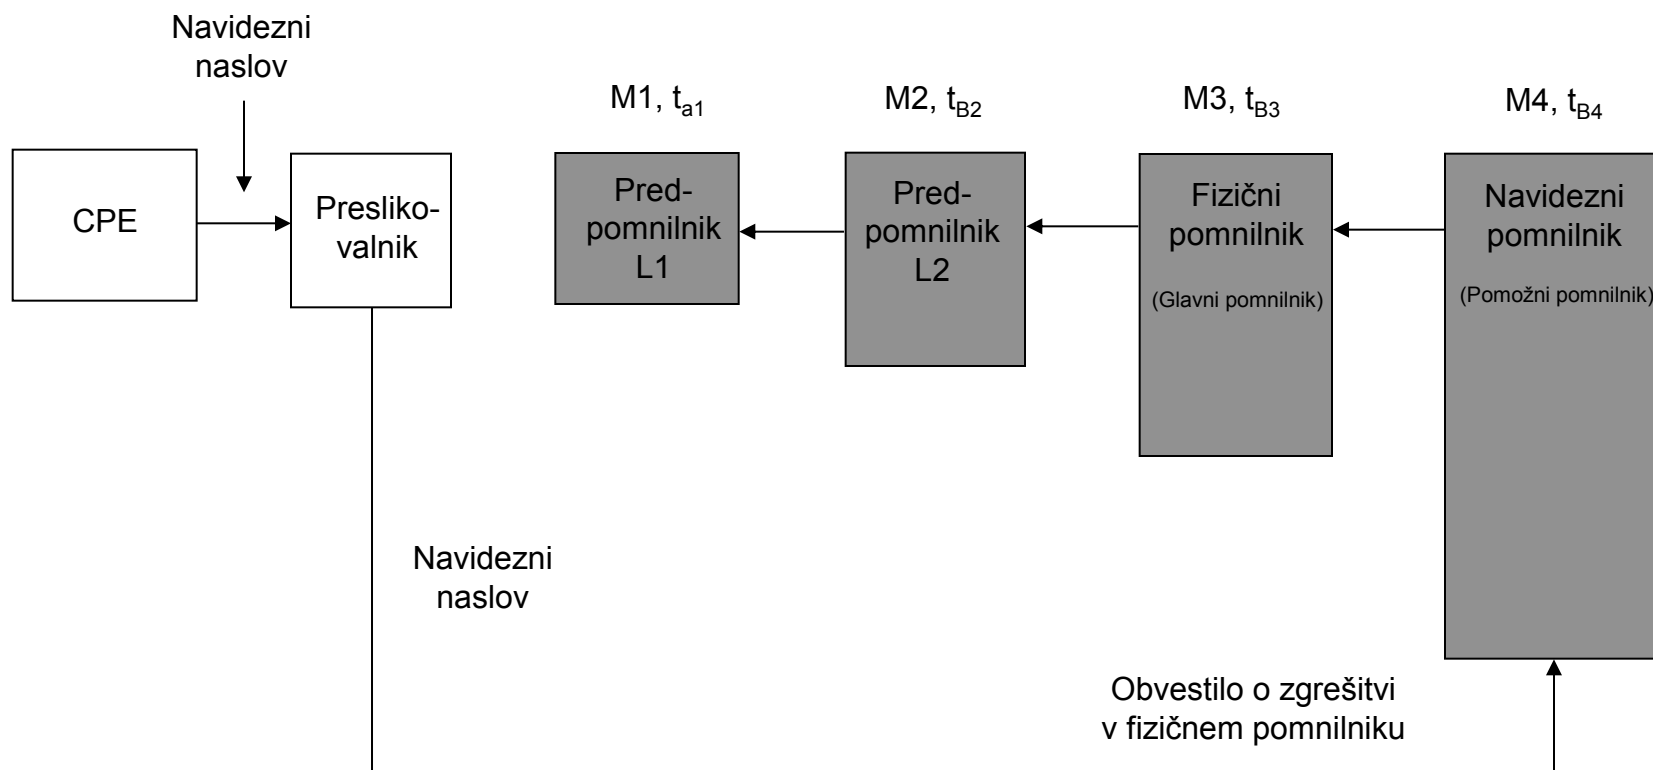 Navidezni
naslov
M1, ta1
M2, tB2
M3, tB3
M4, tB4
CPE
Presliko-
valnik
Pred-
pomnilnik
L1
Pred-
pomnilnik
L2
Fizični
pomnilnik
(Glavni pomnilnik)
Navidezni
pomnilnik
(Pomožni pomnilnik)
Navidezni
naslov
Obvestilo o zgrešitvi
v fizičnem pomnilniku